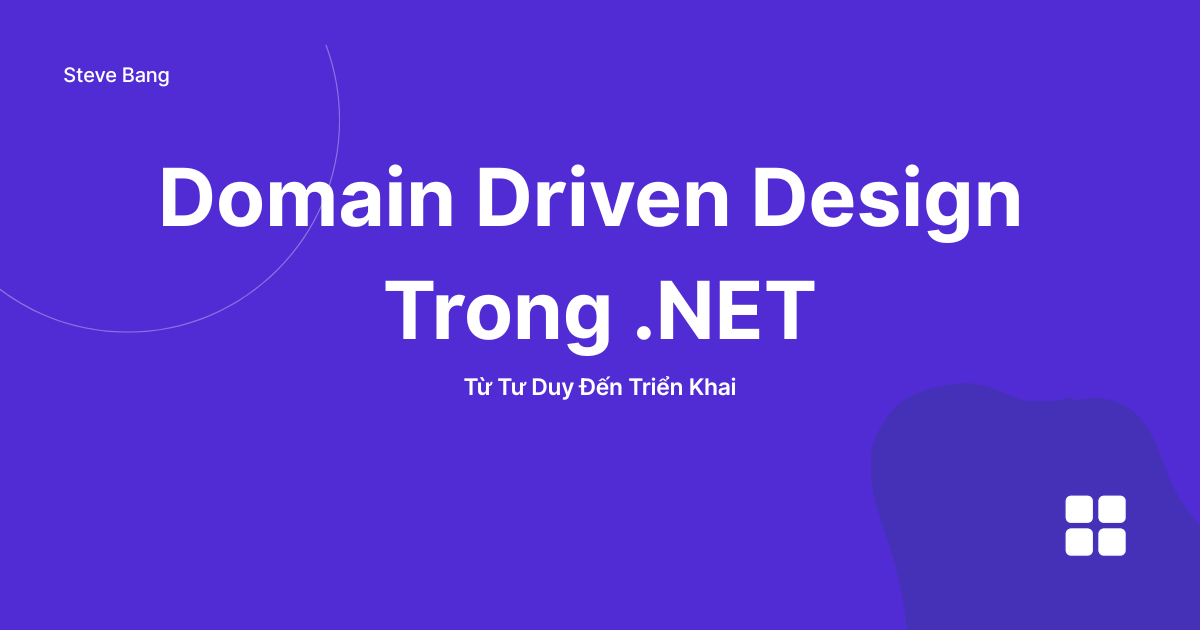 Steve Bang
Domain Driven Design
Trong .NET
Từ Tư Duy Đến Triển Khai